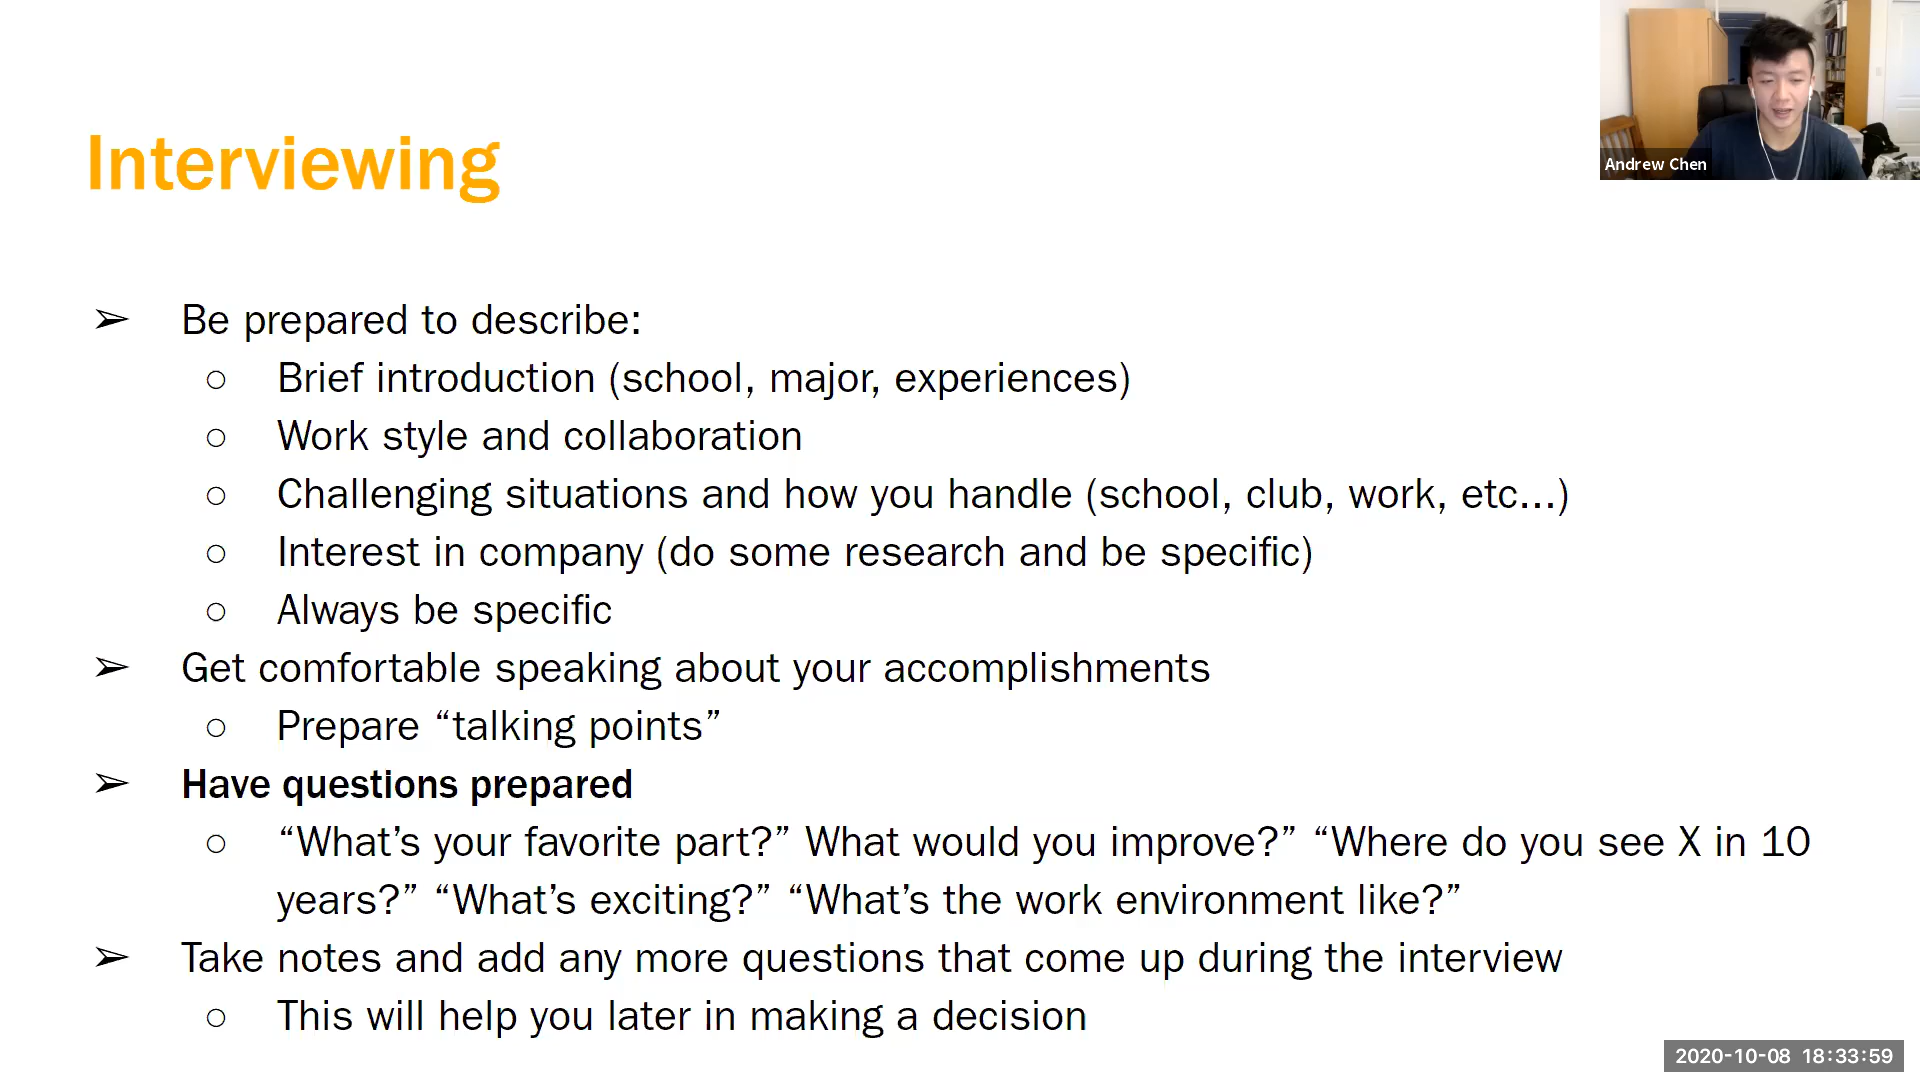 Interviewing
Andrew Chen
➢ Be prepared to describe:
○ Brief introduction (school, major, experiences)
○ Work style and collaboration
○ Challenging situations and how you handle (school, club, work, etc...)
○ Interest in company (do some research and be specific)
○ Always be specific
➢ Get comfortable speaking about your accomplishments
○ Prepare “talking points”
➢ Have questions prepared
○ “What’s your favorite part?” What would you improve?” “Where do you see X in 10
years?” “What’s exciting?” “What’s the work environment like?”
➢ Take notes and add any more questions that come up during the interview
○ This will help you later in making a decision
2020-10-08 18:33:59